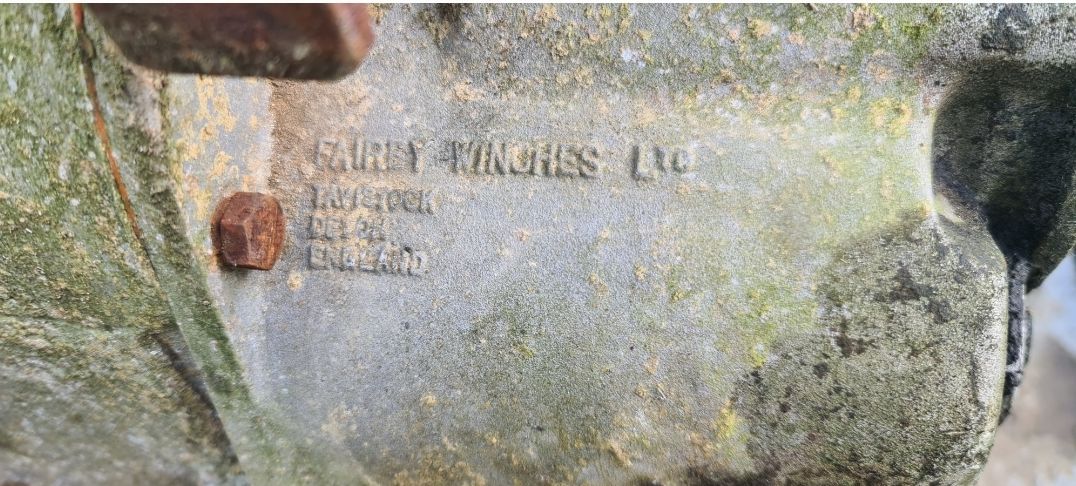 FAIREY WINCHES LTD
TAVISTOCK
DEVON
ENGLAND.